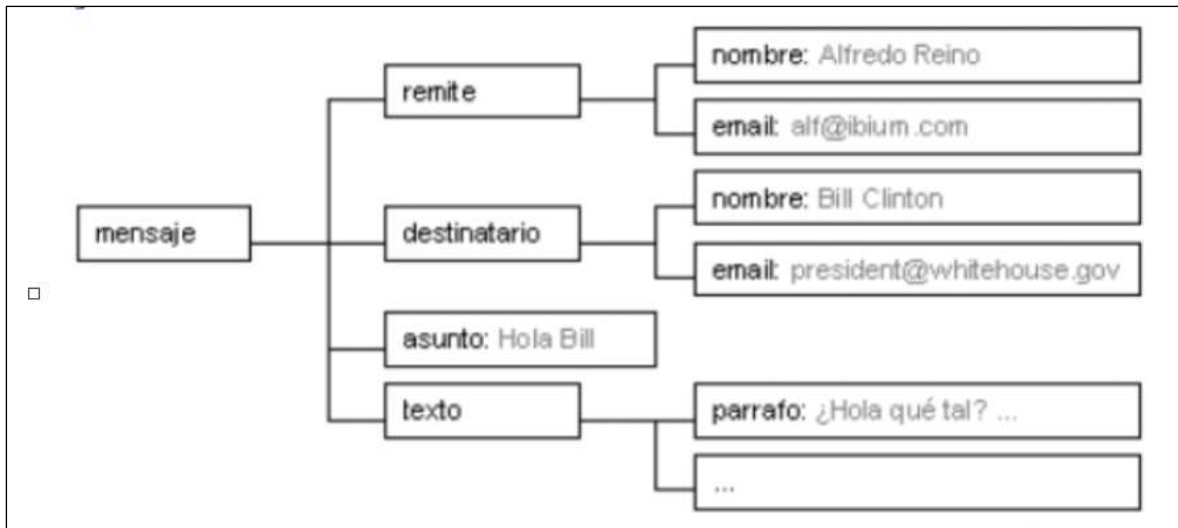 nombre: Alfredo Reino
remite
email: alf@ibium.com
nombre: Bill Clinton
mensaje
destinatario
email: president@whitehouse.gov
asunto: Hola Bill
texto
parrafo: ¿Hola qué tal? ...
...